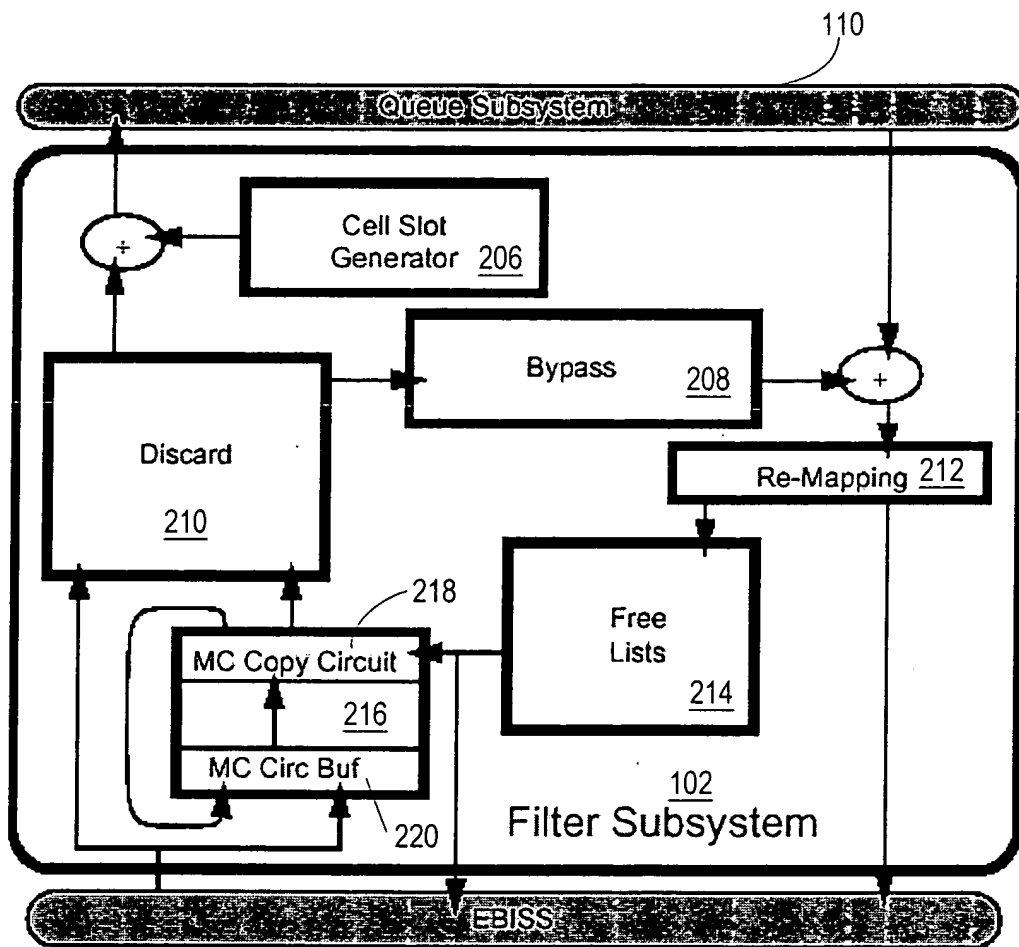 110
Queue Subsystem
Cell Slot
Generator 206
+
Bypass 208
+
Discard
210
Re-Mapping 212
218
MC Copy Circuit
216
MC Circ Buf
220
Free
Lists
214
102
Filter Subsystem
EBISS